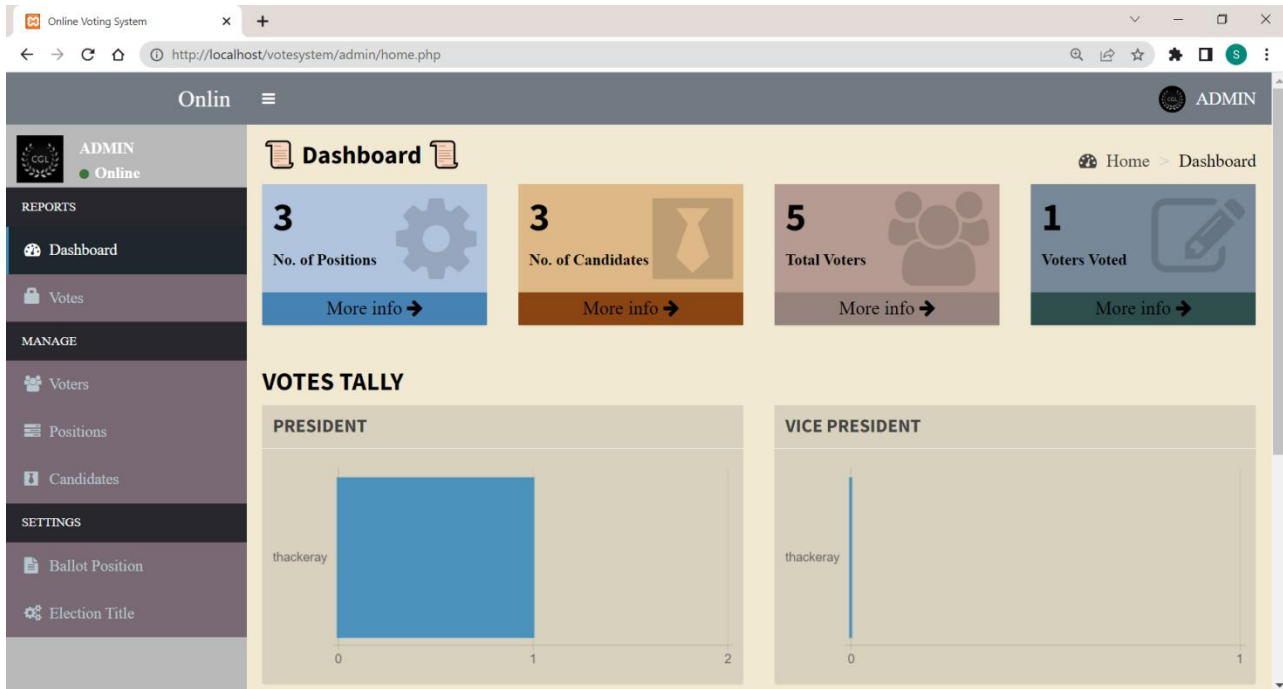 Online Voting System
http://localhost/votesystem/admin/home.php
S
Onlin
ADMIN
CGL
ADMIN
Online
Dashboard
Home > Dashboard
REPORTS
Dashboard
Votes
MANAGE
Voters
Positions
Candidates
SETTINGS
Ballot Position
Election Title
3
No. of Positions
More info
3
No. of Candidates
More info
5
Total Voters
More info
1
Voters Voted
More info
VOTES TALLY
PRESIDENT
thackeray
0 1 2
VICE PRESIDENT
thackeray
0 1